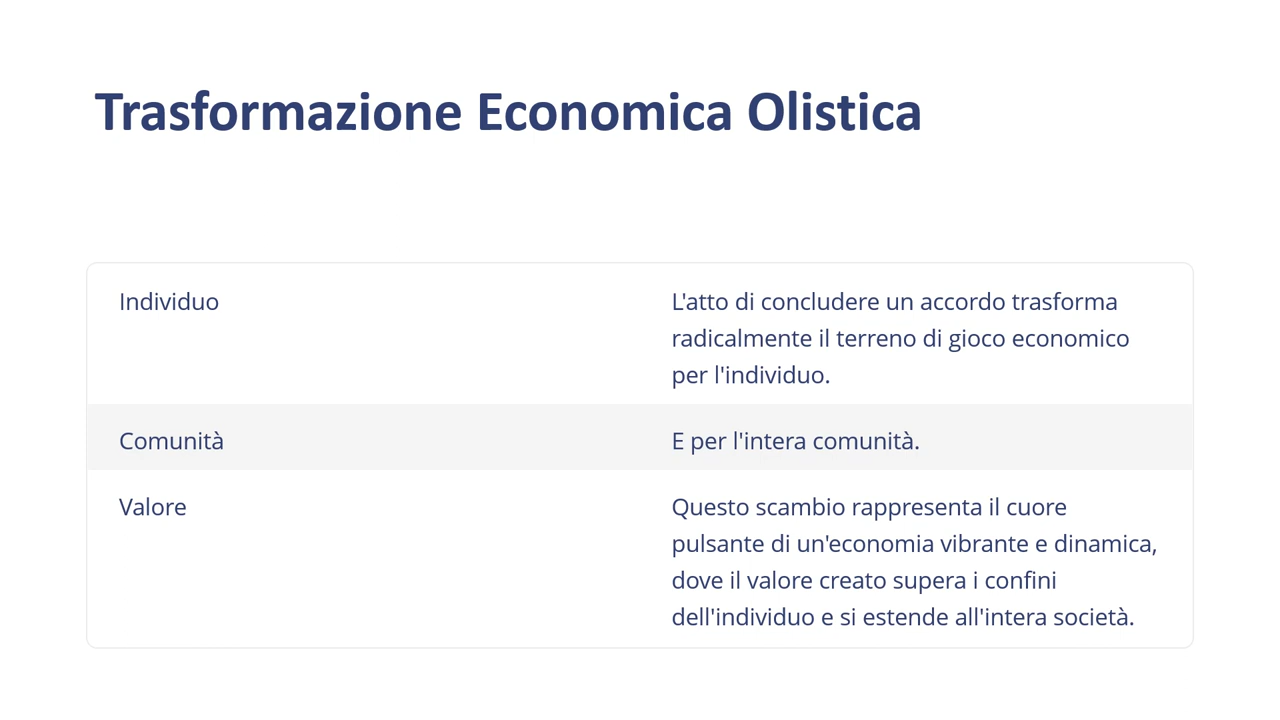 Trasformazione Economica Olistica
Individuo
L'atto di concludere un accordo trasforma
radicalmente il terreno di gioco economico
per l'individuo.
Comunità
E per l'intera comunità.
Valore
Questo scambio rappresenta il cuore
pulsante di un'economia vibrante e dinamica,
dove il valore creato supera i confini
dell'individuo e si estende all'intera società.